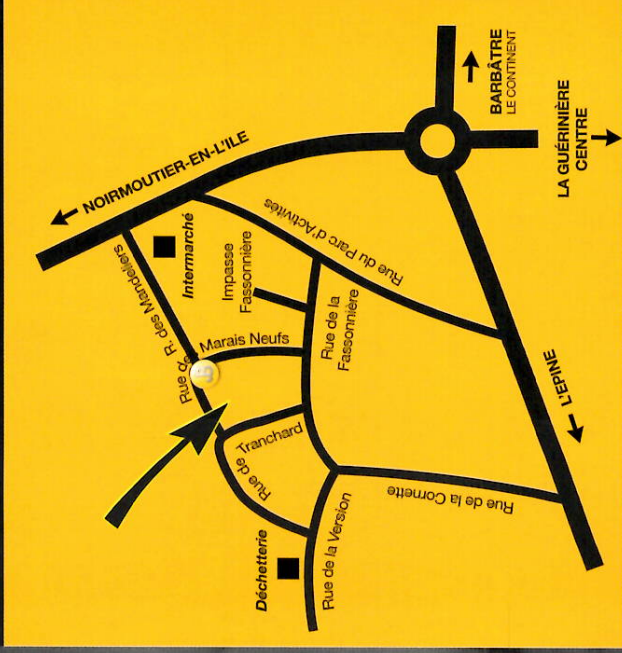 NOIRMOUTIER-EN-L'ILE
BARBÂTRE
LE CONTINENT
LA GUÉRINIÈRE
CENTRE
R. des Mandeliers
Intermarché
Rue du Parc d'Activités
Impasse
Fassonnière
Rue de
Marais Neufs
Rue de la
Fassonnière
L'EPINE
Rue de Tranchard
Rue de la Cornette
Déchetterie
Rue de la Version